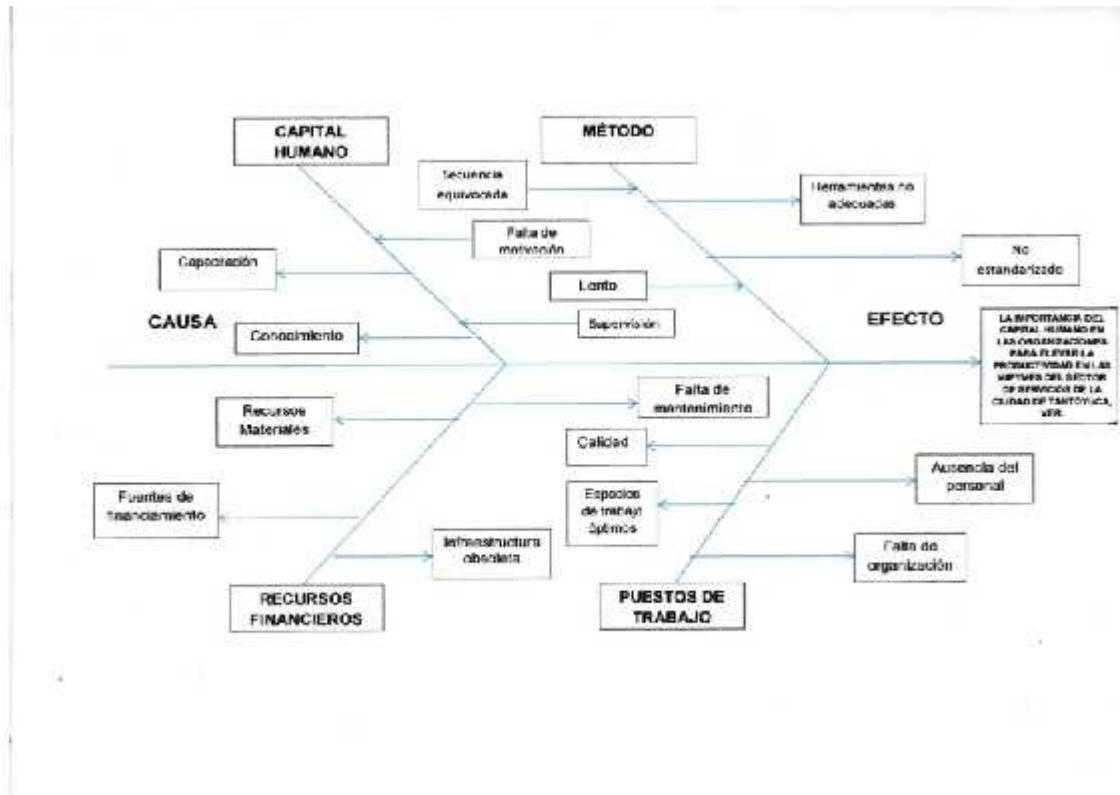 CAPITAL
HUMANO
MÉTODO
Secuencia
equivocada
Herramientas no
adecuadas
Falta de
motivación
No
estandarizado
Capacitación
Lento
CAUSA
Supervisión
EFECTO
Conocimiento
LA IMPORTANCIA DEL
CAPITAL HUMANO EN
LAS ORGANIZACIONES
PARA ELEVAR LA
PRODUCTIVIDAD EN LAS
MIPYMES DEL SECTOR
DE SERVICIOS DE LA
CIUDAD DE TANTOYUCA,
VER.
Recursos
Materiales
Falta de
mantenimiento
Calidad
Ausencia del
personal
Fuentes de
financiamiento
Espacios
de trabajo
óptimos
Infraestructura
obsoleta
Falta de
organización
RECURSOS
FINANCIEROS
PUESTOS DE
TRABAJO